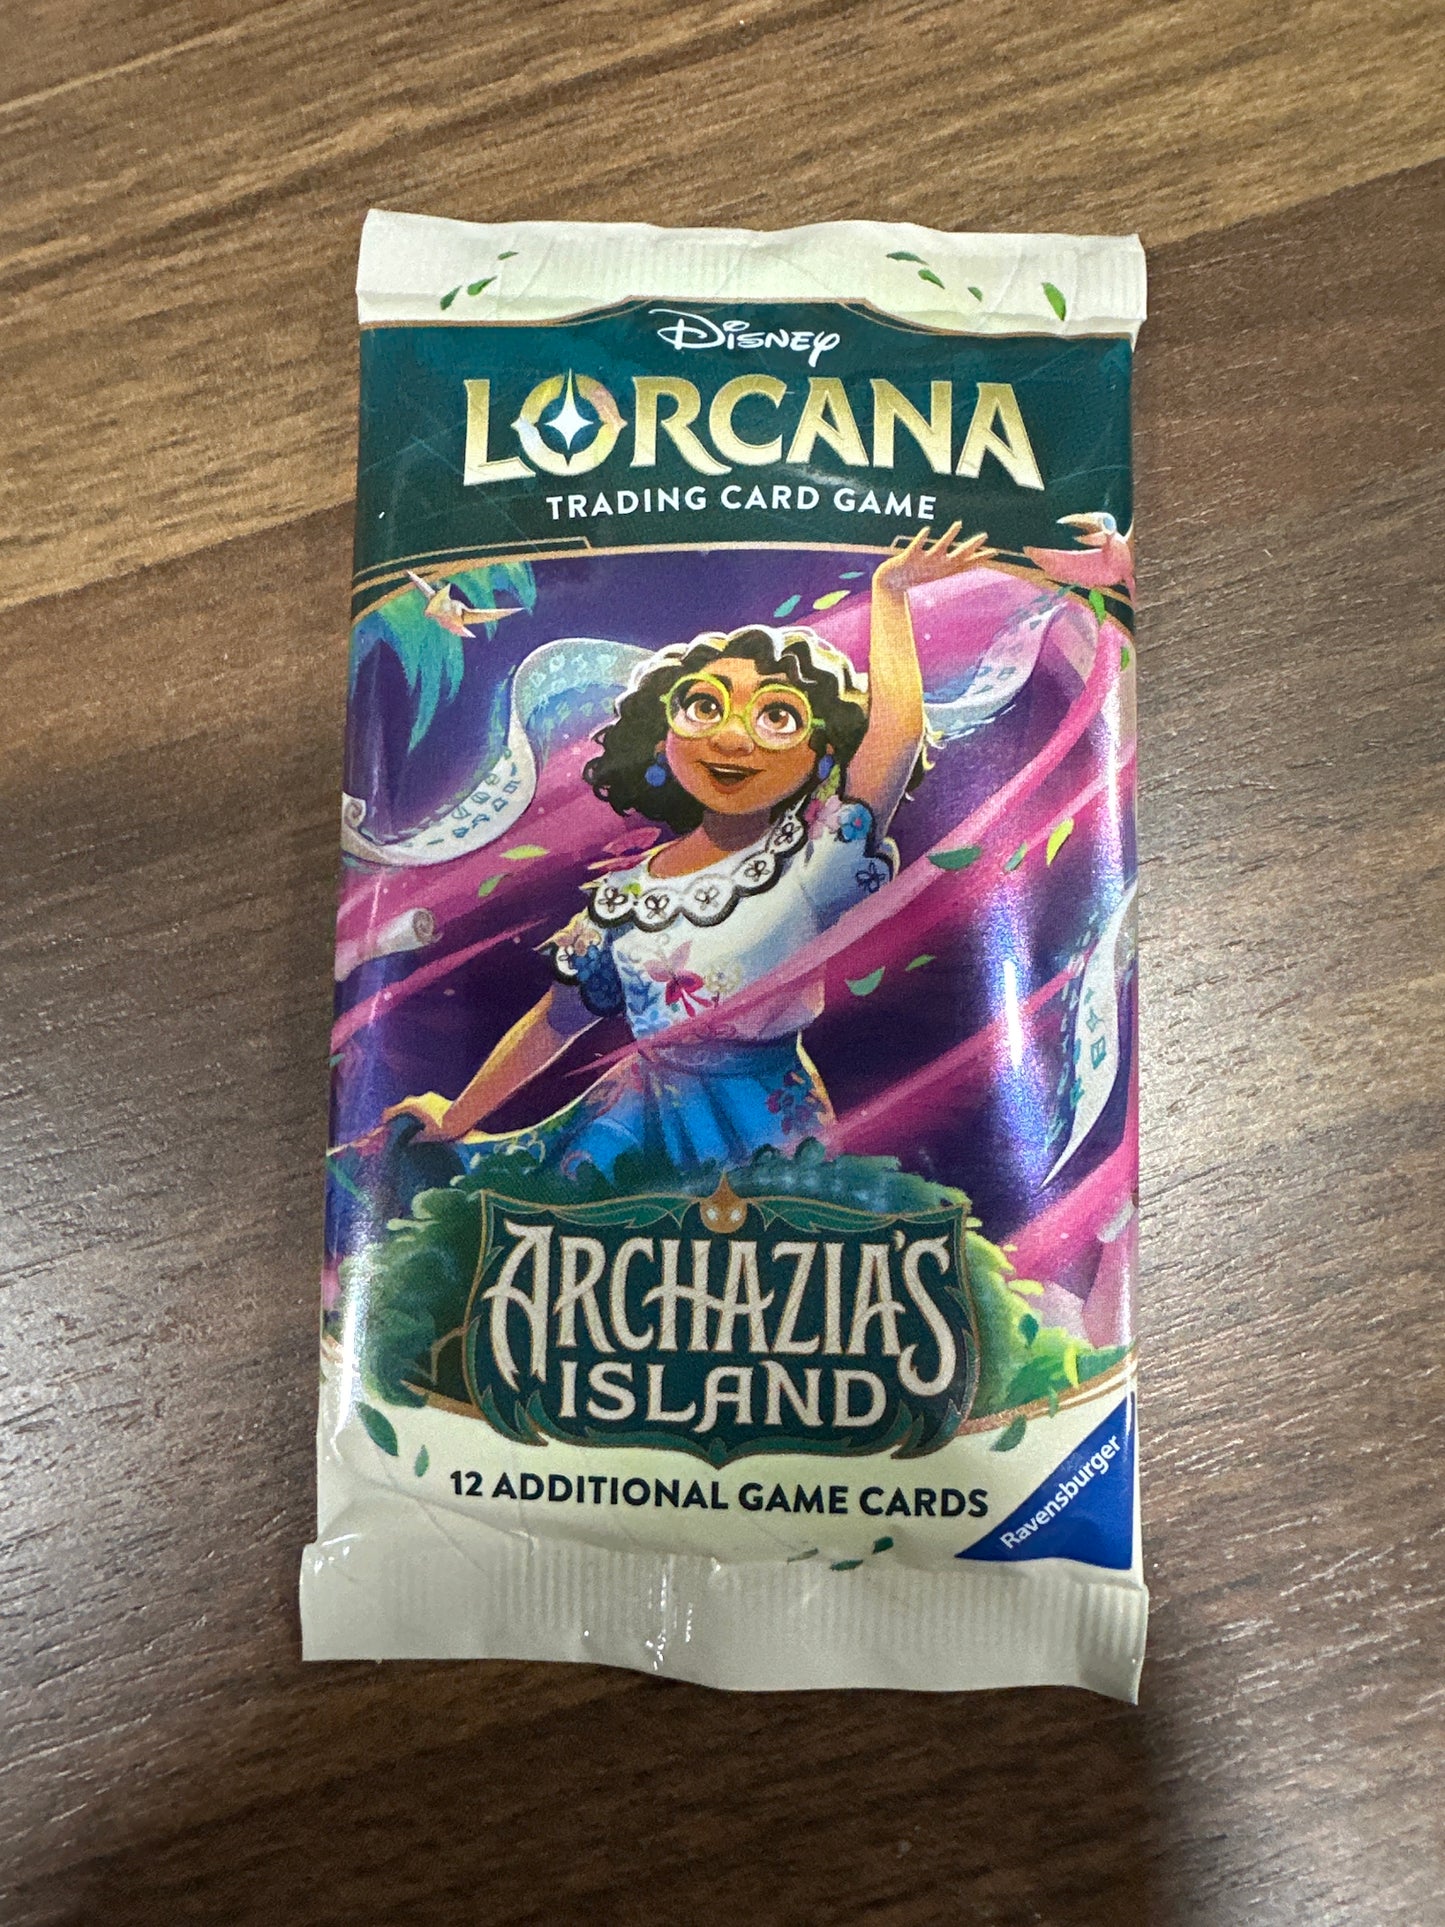 Disney
LORCANA
TRADING CARD GAME
ARCHAZIA'S
ISLAND
12 ADDITIONAL GAME CARDS
Ravensburger